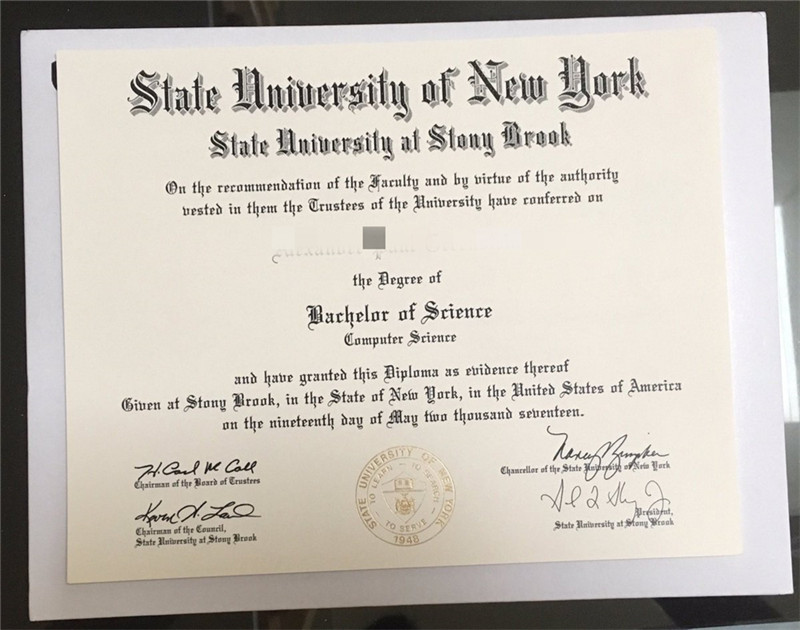 State University of New York
State University at Stony Brook
On the recommendation of the Faculty and by virtue of the authority
vested in them the Trustees of the University have conferred on
the Degree of
Bachelor of Science
Computer Science
and have granted this Diploma as evidence thereof
Given at Stony Brook, in the State of New York, in the United States of America
on the nineteenth day of May two thousand seventeen.
H. Carl McCall
Chairman of the Board of Trustees
Chairman of the Council,
State University at Stony Brook
Nancy Zimpher
Chancellor of the State University of New York
President,
State University at Stony Brook
STATE UNIVERSITY OF NEW YORK
TO LEARN – TO SEARCH –
TO SERVE
1948